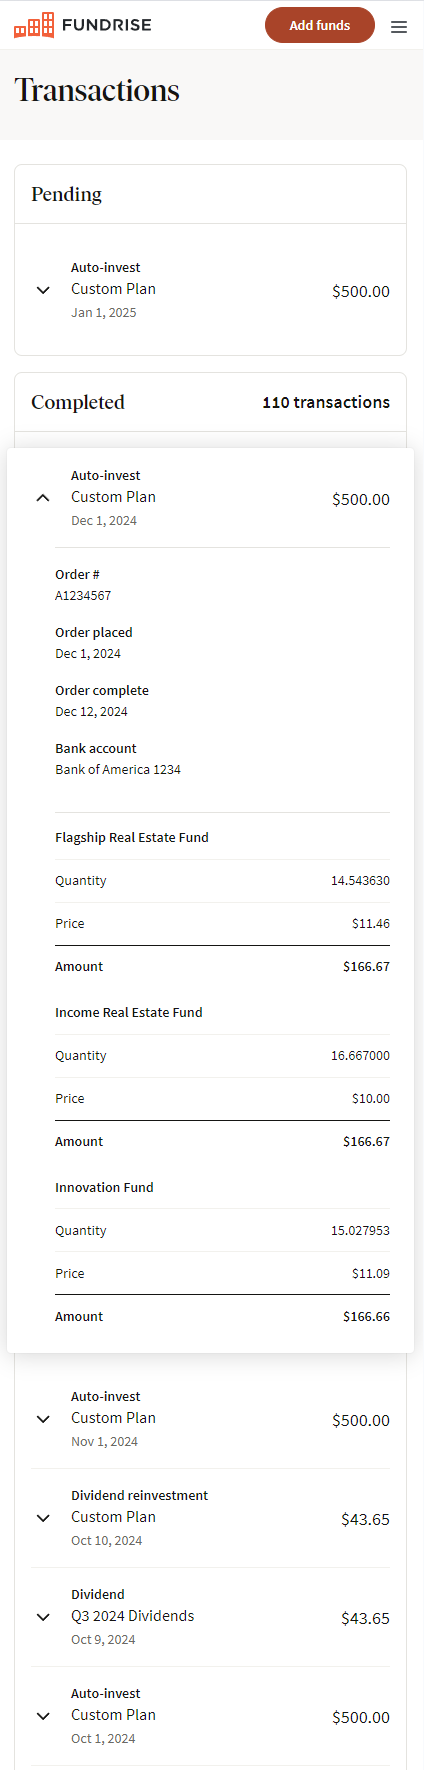 FUNDRISE
Add funds
Transactions
Pending
Auto-invest
Custom Plan
$500.00
Jan 1, 2025
Completed
110 transactions
Auto-invest
Custom Plan
$500.00
Dec 1, 2024
Order #
A1234567
Order placed
Dec 1, 2024
Order complete
Dec 12, 2024
Bank account
Bank of America 1234
Flagship Real Estate Fund
Quantity 14.543630
Price $11.46
Amount $166.67
Income Real Estate Fund
Quantity 16.667000
Price $10.00
Amount $166.67
Innovation Fund
Quantity 15.027953
Price $11.09
Amount $166.66
Auto-invest
Custom Plan
$500.00
Nov 1, 2024
Dividend reinvestment
Custom Plan
$43.65
Oct 10, 2024
Dividend
Q3 2024 Dividends
$43.65
Oct 9, 2024
Auto-invest
Custom Plan
$500.00
Oct 1, 2024